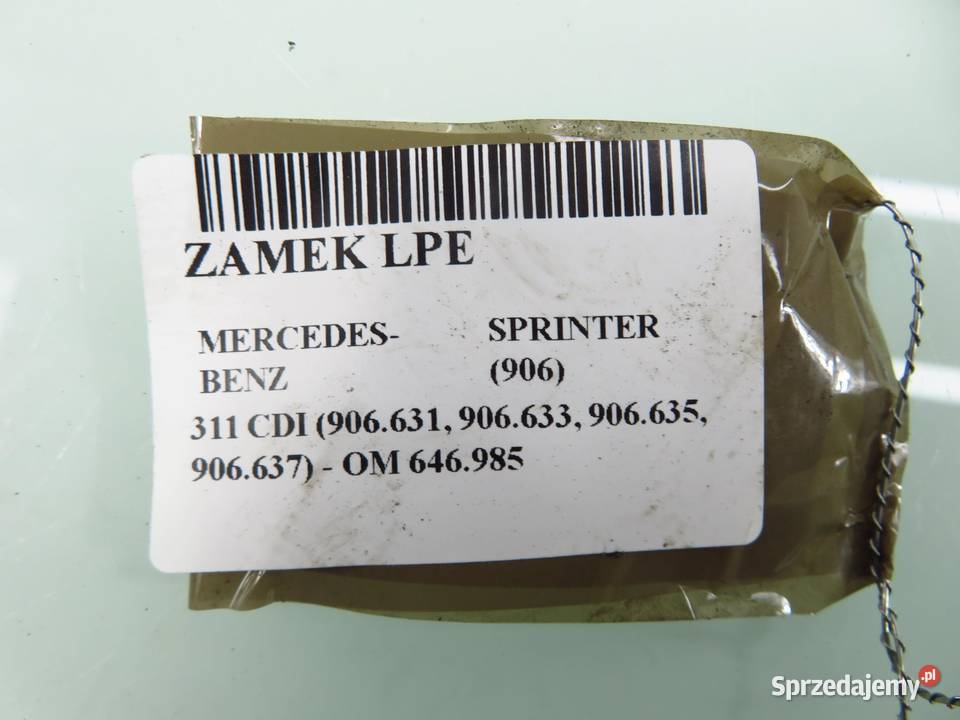 ZAMEK LPE
MERCEDES- SPRINTER
BENZ (906)
311 CDI (906.631, 906.633, 906.635,
906.637) - OM 646.985
Sprzedajemy.pl